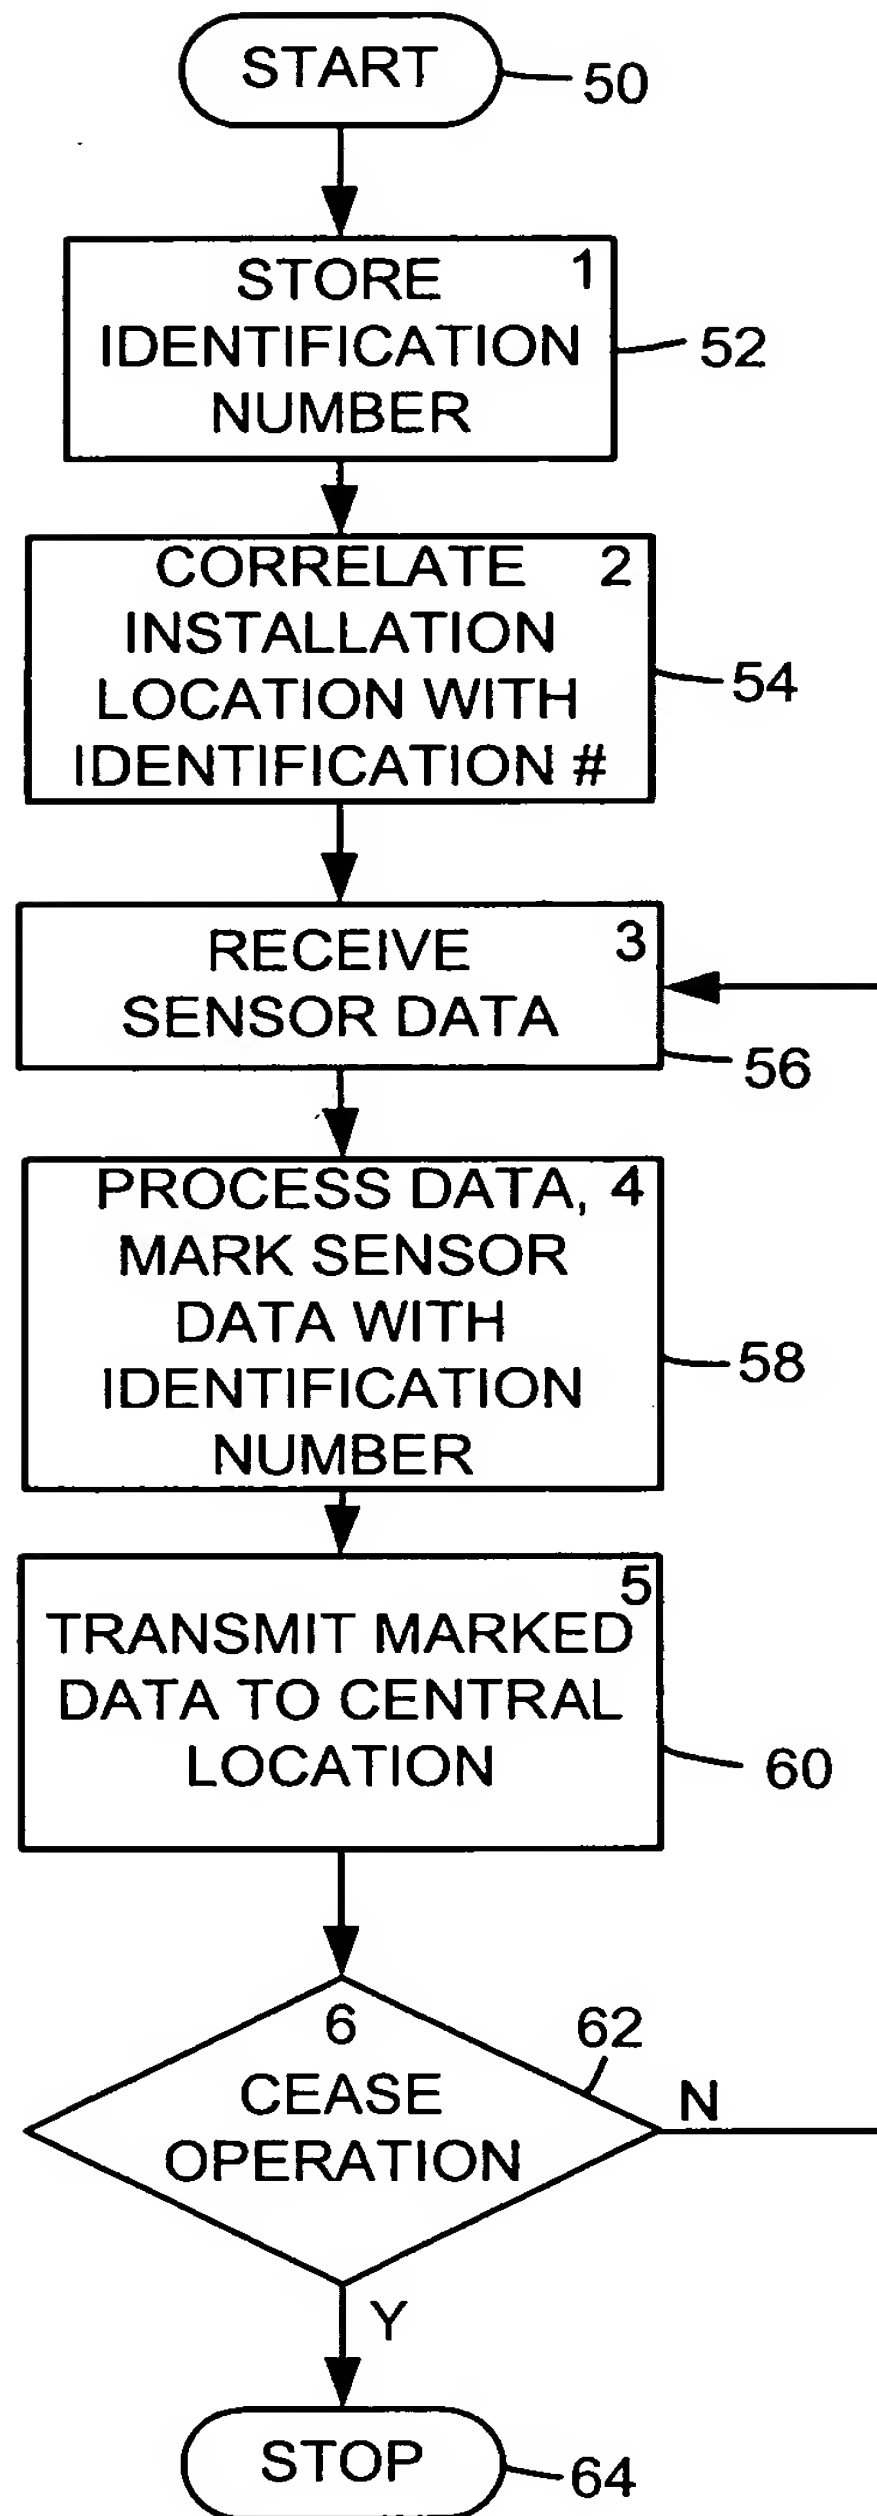 START
50
1
STORE
IDENTIFICATION
NUMBER
52
CORRELATE 2
INSTALLATION
LOCATION WITH
IDENTIFICATION #
54
3
RECEIVE
SENSOR DATA
56
PROCESS DATA, 4
MARK SENSOR
DATA WITH
IDENTIFICATION
NUMBER
58
5
TRANSMIT MARKED
DATA TO CENTRAL
LOCATION
60
6
CEASE
OPERATION
62
N
Y
STOP
64